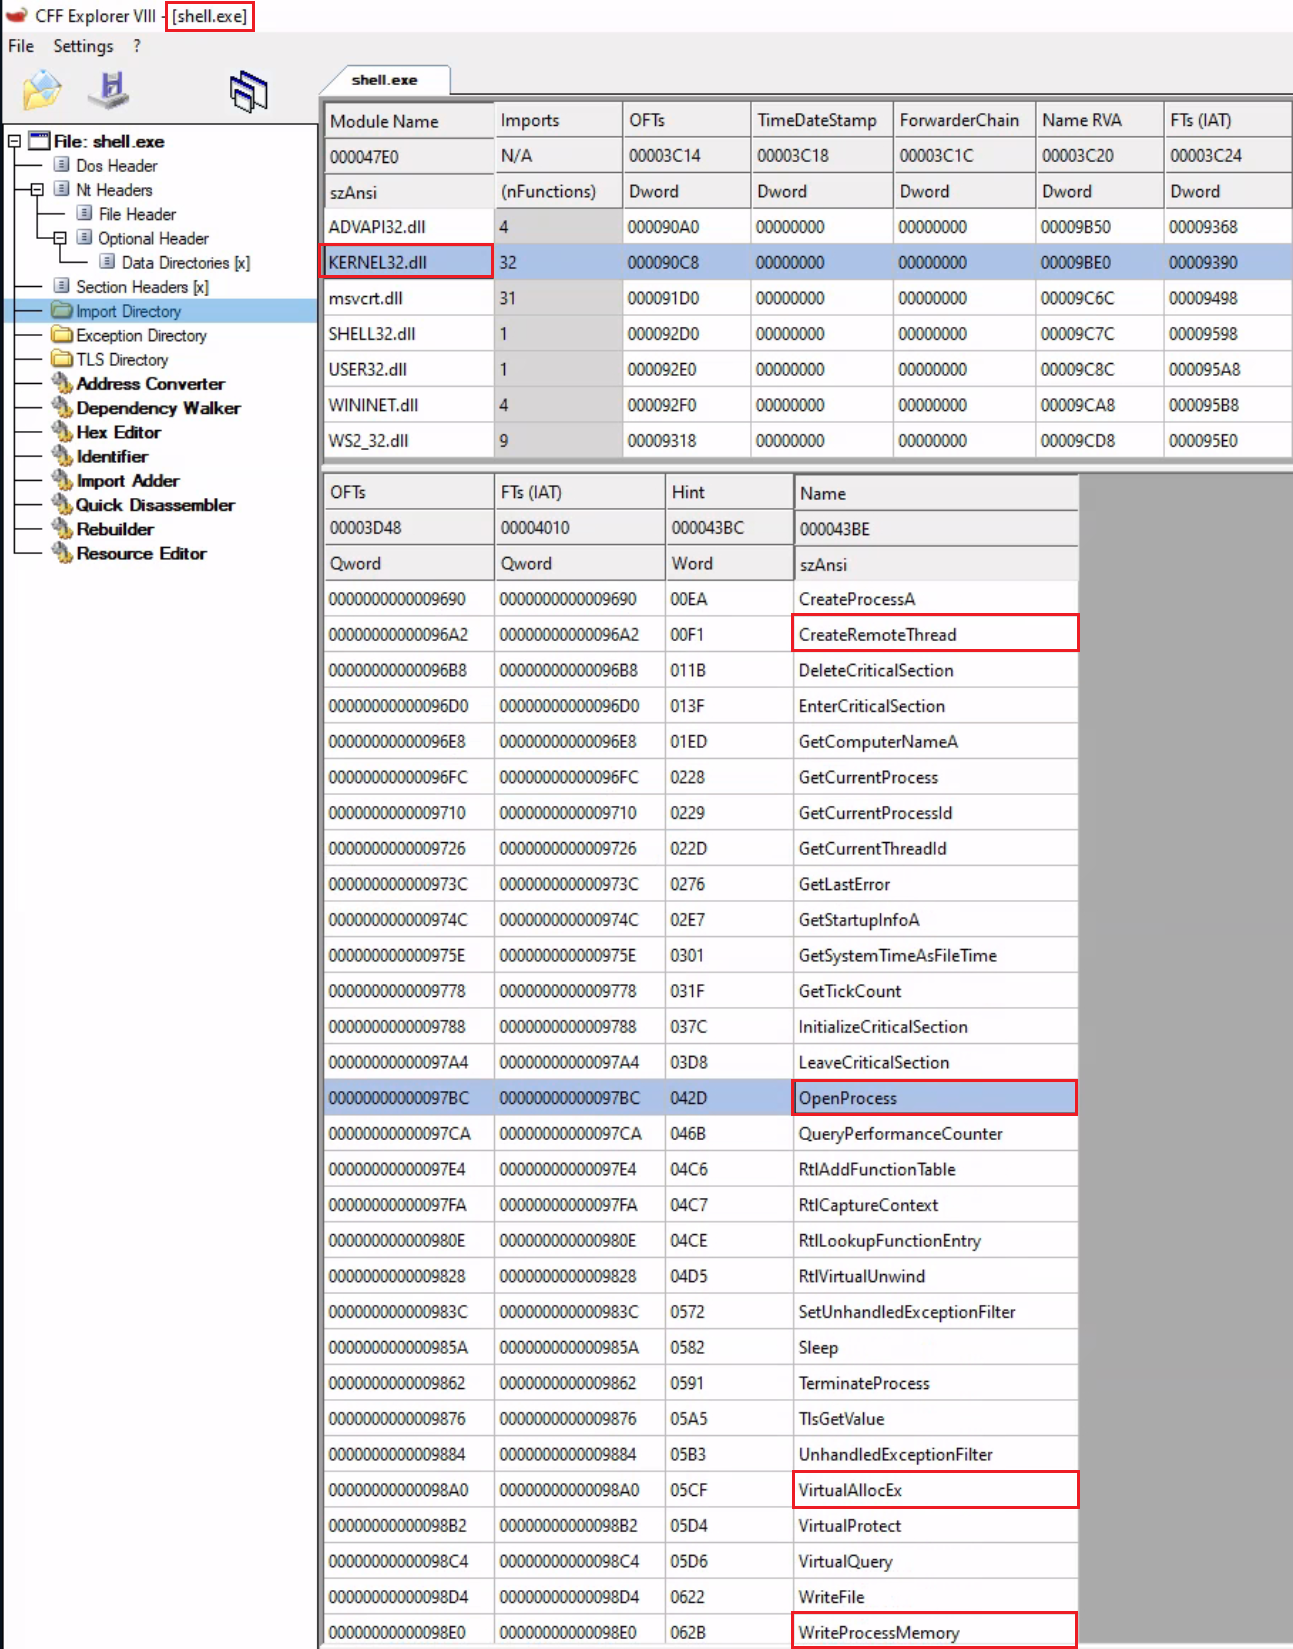 CFF Explorer VIII - [shell.exe]
File Settings ?
shell.exe
File: shell.exe
Dos Header
Nt Headers
File Header
Optional Header
Data Directories [x]
Section Headers [x]
Import Directory
Exception Directory
TLS Directory
Address Converter
Dependency Walker
Hex Editor
Identifier
Import Adder
Quick Disassembler
Rebuilder
Resource Editor
Module Name Imports OFTs TimeDateStamp ForwarderChain Name RVA FTs (IAT)
000047E0 N/A 00003C14 00003C18 00003C1C 00003C20 00003C24
szAnsi (nFunctions) Dword Dword Dword Dword Dword
ADVAPI32.dll 4 000090A0 00000000 00000000 00009B50 00009368
KERNEL32.dll 32 000090C8 00000000 00000000 00009BE0 00009390
msvcrt.dll 31 000091D0 00000000 00000000 00009C6C 00009498
SHELL32.dll 1 000092D0 00000000 00000000 00009C7C 00009598
USER32.dll 1 000092E0 00000000 00000000 00009C8C 000095A8
WININET.dll 4 000092F0 00000000 00000000 00009CA8 000095B8
WS2_32.dll 9 00009318 00000000 00000000 00009CD8 000095E0
OFTs FTs (IAT) Hint Name
00003D48 00004010 000043BC 000043BE
Qword Qword Word szAnsi
0000000000009690 0000000000009690 00EA CreateProcessA
00000000000096A2 00000000000096A2 00F1 CreateRemoteThread
00000000000096B8 00000000000096B8 011B DeleteCriticalSection
00000000000096D0 00000000000096D0 013F EnterCriticalSection
00000000000096E8 00000000000096E8 01ED GetComputerNameA
00000000000096FC 00000000000096FC 0228 GetCurrentProcess
0000000000009710 0000000000009710 0229 GetCurrentProcessId
0000000000009726 0000000000009726 022D GetCurrentThreadId
000000000000973C 000000000000973C 0276 GetLastError
000000000000974C 000000000000974C 02E7 GetStartupInfoA
000000000000975E 000000000000975E 0301 GetSystemTimeAsFileTime
0000000000009778 0000000000009778 031F GetTickCount
0000000000009788 0000000000009788 037C InitializeCriticalSection
00000000000097A4 00000000000097A4 03D8 LeaveCriticalSection
00000000000097BC 00000000000097BC 042D OpenProcess
00000000000097CA 00000000000097CA 046B QueryPerformanceCounter
00000000000097E4 00000000000097E4 04C6 RtlAddFunctionTable
00000000000097FA 00000000000097FA 04C7 RtlCaptureContext
000000000000980E 000000000000980E 04CE RtlLookupFunctionEntry
0000000000009828 0000000000009828 04D5 RtlVirtualUnwind
000000000000983C 000000000000983C 0572 SetUnhandledExceptionFilter
000000000000985A 000000000000985A 0582 Sleep
0000000000009862 0000000000009862 0591 TerminateProcess
0000000000009876 0000000000009876 05A5 TlsGetValue
0000000000009884 0000000000009884 05B3 UnhandledExceptionFilter
00000000000098A0 00000000000098A0 05CF VirtualAllocEx
00000000000098B2 00000000000098B2 05D4 VirtualProtect
00000000000098C4 00000000000098C4 05D6 VirtualQuery
00000000000098D4 00000000000098D4 0622 WriteFile
00000000000098E0 00000000000098E0 062B WriteProcessMemory